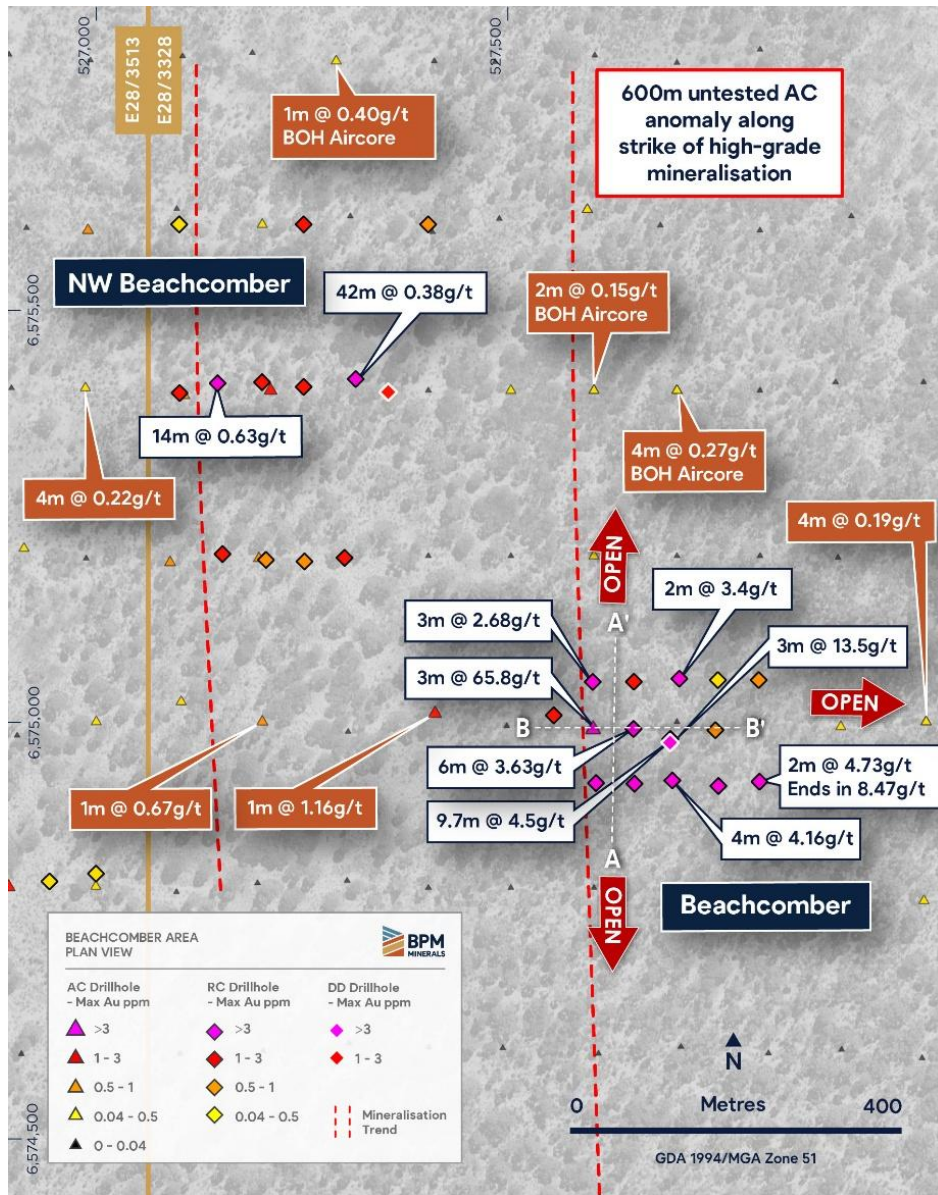 527,000
527,500
E28/3513
E28/3328
1m @ 0.40g/t
BOH Aircore
600m untested AC
anomaly along
strike of high-grade
mineralisation
NW Beachcomber
6,575,500
42m @ 0.38g/t
2m @ 0.15g/t
BOH Aircore
14m @ 0.63g/t
4m @ 0.22g/t
4m @ 0.27g/t
BOH Aircore
4m @ 0.19g/t
OPEN
A'
3m @ 2.68g/t
2m @ 3.4g/t
3m @ 13.5g/t
3m @ 65.8g/t
OPEN
6,575,000
B
B'
6m @ 3.63g/t
2m @ 4.73g/t
Ends in 8.47g/t
1m @ 0.67g/t
1m @ 1.16g/t
9.7m @ 4.5g/t
4m @ 4.16g/t
A
OPEN
Beachcomber
BEACHCOMBER AREA
PLAN VIEW
BPM
MINERALS
AC Drillhole
- Max Au ppm
>3
1 - 3
0.5 - 1
0.04 - 0.5
0 - 0.04
RC Drillhole
- Max Au ppm
>3
1 - 3
0.5 - 1
0.04 - 0.5
DD Drillhole
- Max Au ppm
>3
1 - 3
Mineralisation
Trend
N
0 Metres 400
GDA 1994/MGA Zone 51
6,574,500